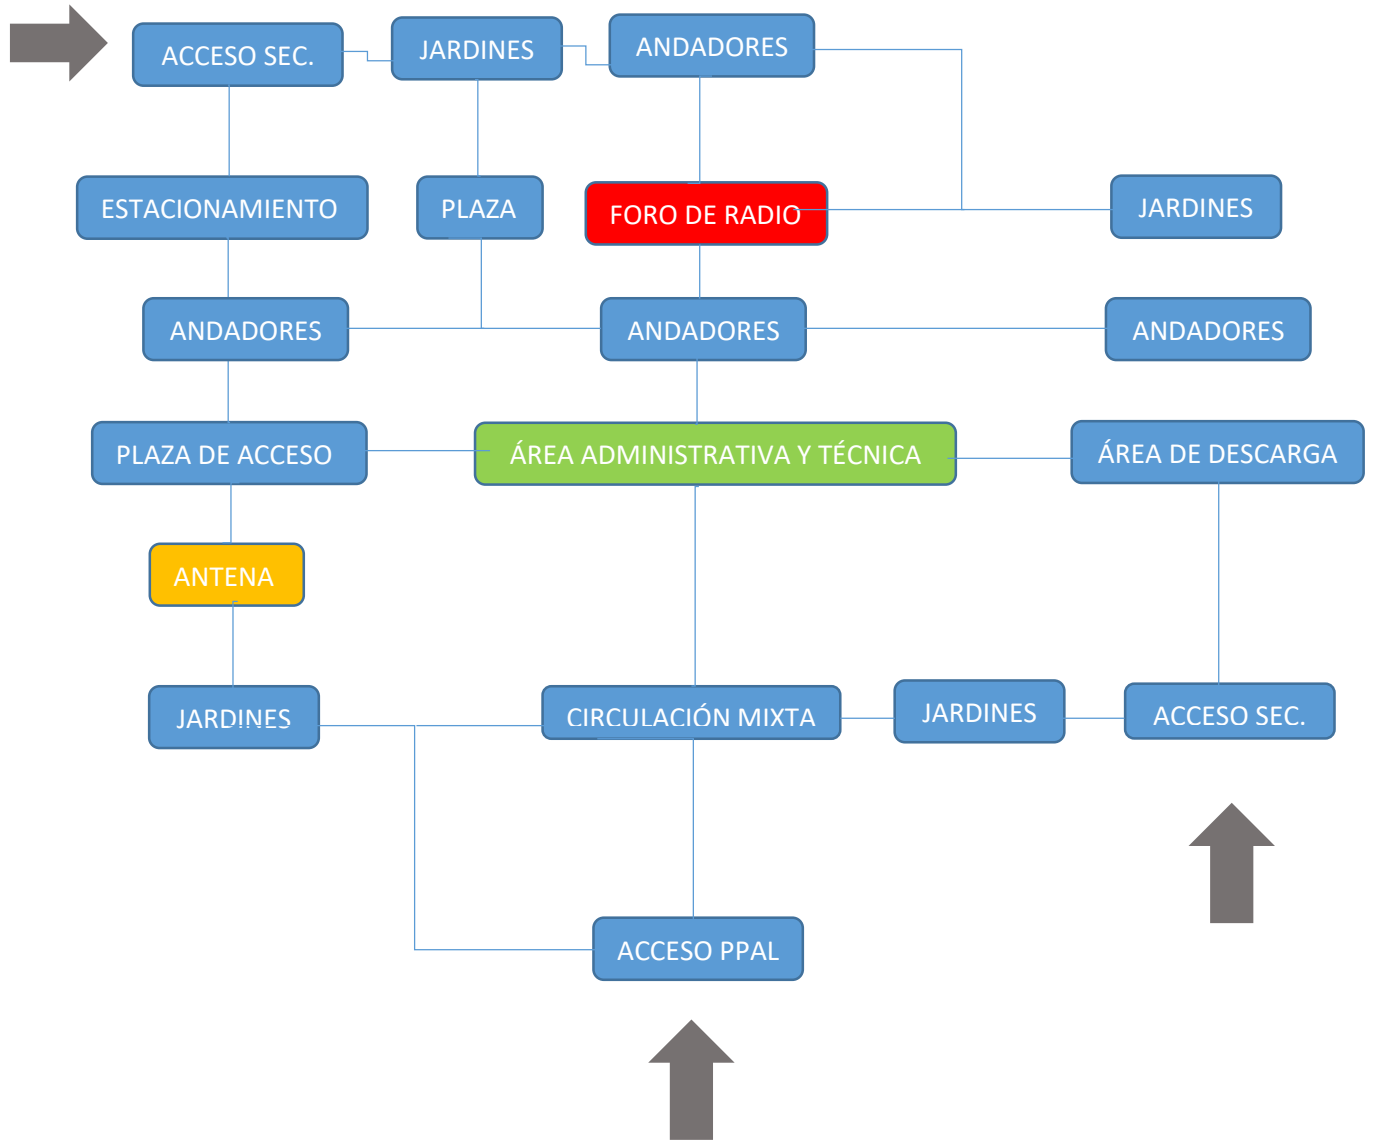 ACCESO SEC.
JARDINES
ANDADORES
ESTACIONAMIENTO
PLAZA
FORO DE RADIO
JARDINES
ANDADORES
ANDADORES
ANDADORES
PLAZA DE ACCESO
ÁREA ADMINISTRATIVA Y TÉCNICA
ÁREA DE DESCARGA
ANTENA
JARDINES
CIRCULACIÓN MIXTA
JARDINES
ACCESO SEC.
ACCESO PPAL